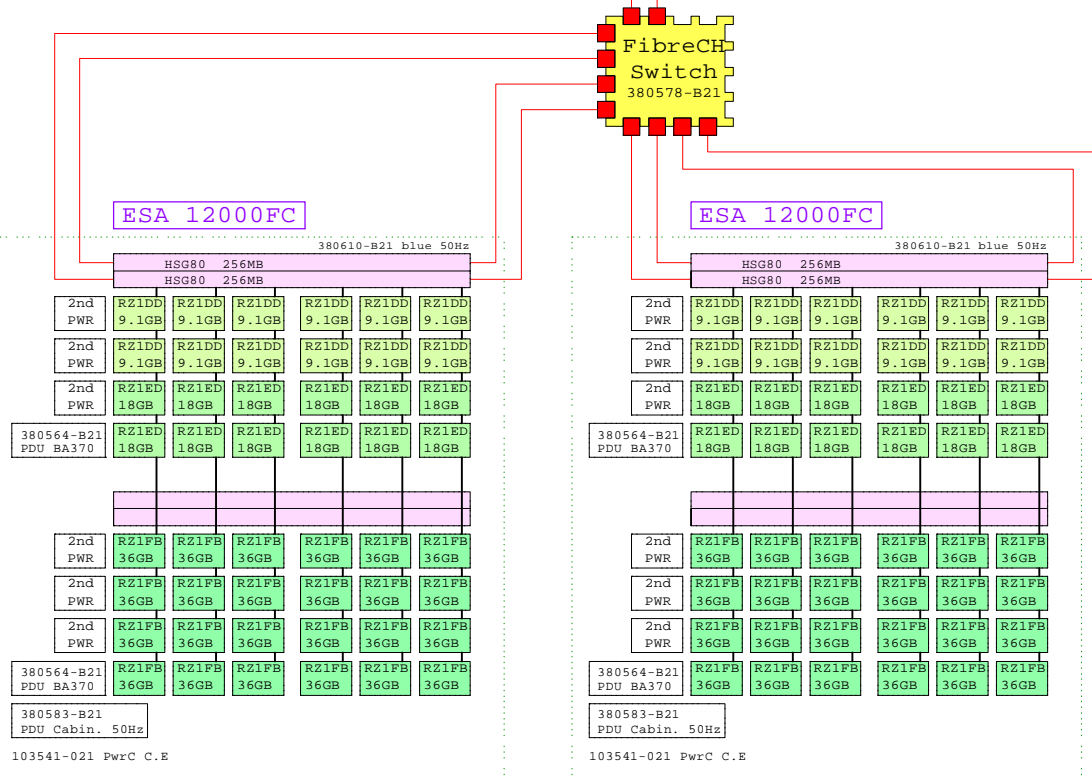 FibreCH
Switch
380578-B21
ESA 12000FC
ESA 12000FC
380610-B21 blue 50Hz
380610-B21 blue 50Hz
HSG80 256MB
HSG80 256MB
HSG80 256MB
HSG80 256MB
2nd RZ1DD RZ1DD RZ1DD RZ1DD RZ1DD RZ1DD 2nd RZ1DD RZ1DD RZ1DD RZ1DD RZ1DD RZ1DD
PWR 9.1GB 9.1GB 9.1GB 9.1GB 9.1GB 9.1GB PWR 9.1GB 9.1GB 9.1GB 9.1GB 9.1GB 9.1GB
2nd RZ1DD RZ1DD RZ1DD RZ1DD RZ1DD RZ1DD 2nd RZ1DD RZ1DD RZ1DD RZ1DD RZ1DD RZ1DD
PWR 9.1GB 9.1GB 9.1GB 9.1GB 9.1GB 9.1GB PWR 9.1GB 9.1GB 9.1GB 9.1GB 9.1GB 9.1GB
2nd RZ1ED RZ1ED RZ1ED RZ1ED RZ1ED RZ1ED 2nd RZ1ED RZ1ED RZ1ED RZ1ED RZ1ED RZ1ED
PWR 18GB 18GB 18GB 18GB 18GB 18GB PWR 18GB 18GB 18GB 18GB 18GB 18GB
380564-B21 RZ1ED RZ1ED RZ1ED RZ1ED RZ1ED RZ1ED 380564-B21 RZ1ED RZ1ED RZ1ED RZ1ED RZ1ED RZ1ED
PDU BA370 18GB 18GB 18GB 18GB 18GB 18GB PDU BA370 18GB 18GB 18GB 18GB 18GB 18GB
2nd RZ1FB RZ1FB RZ1FB RZ1FB RZ1FB RZ1FB 2nd RZ1FB RZ1FB RZ1FB RZ1FB RZ1FB RZ1FB
PWR 36GB 36GB 36GB 36GB 36GB 36GB PWR 36GB 36GB 36GB 36GB 36GB 36GB
2nd RZ1FB RZ1FB RZ1FB RZ1FB RZ1FB RZ1FB 2nd RZ1FB RZ1FB RZ1FB RZ1FB RZ1FB RZ1FB
PWR 36GB 36GB 36GB 36GB 36GB 36GB PWR 36GB 36GB 36GB 36GB 36GB 36GB
2nd RZ1FB RZ1FB RZ1FB RZ1FB RZ1FB RZ1FB 2nd RZ1FB RZ1FB RZ1FB RZ1FB RZ1FB RZ1FB
PWR 36GB 36GB 36GB 36GB 36GB 36GB PWR 36GB 36GB 36GB 36GB 36GB 36GB
380564-B21 RZ1FB RZ1FB RZ1FB RZ1FB RZ1FB RZ1FB 380564-B21 RZ1FB RZ1FB RZ1FB RZ1FB RZ1FB RZ1FB
PDU BA370 36GB 36GB 36GB 36GB 36GB 36GB PDU BA370 36GB 36GB 36GB 36GB 36GB 36GB
380583-B21 380583-B21
PDU Cabin. 50Hz PDU Cabin. 50Hz
103541-021 PwrC C.E 103541-021 PwrC C.E